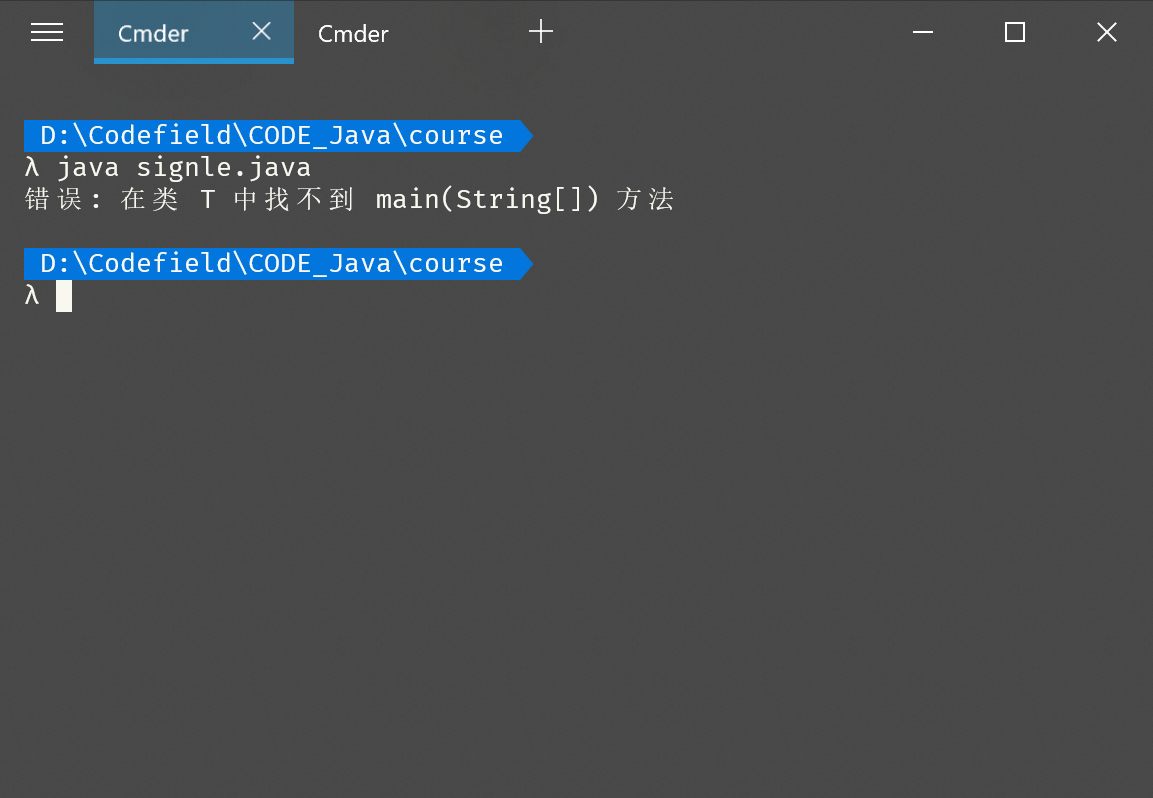 Cmder
Cmder
D:\Codefield\CODE_Java\course
λ java signle.java
错误: 在类 T 中找不到 main(String[]) 方法
D:\Codefield\CODE_Java\course
λ